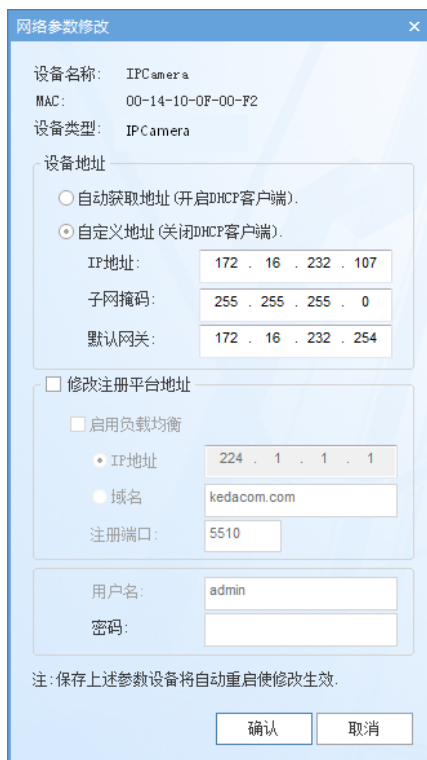 网络参数修改
设备名称: IPCamera
MAC: 00-14-10-0F-00-F2
设备类型: IPCamera
设备地址
自动获取地址(开启DHCP客户端).
自定义地址(关闭DHCP客户端).
IP地址: 172 . 16 . 232 . 107
子网掩码: 255 . 255 . 255 . 0
默认网关: 172 . 16 . 232 . 254
修改注册平台地址
启用负载均衡
IP地址 224 . 1 . 1 . 1
域名 kedacom.com
注册端口: 5510
用户名: admin
密码:
注:保存上述参数设备将自动重启使修改生效.
确认 取消